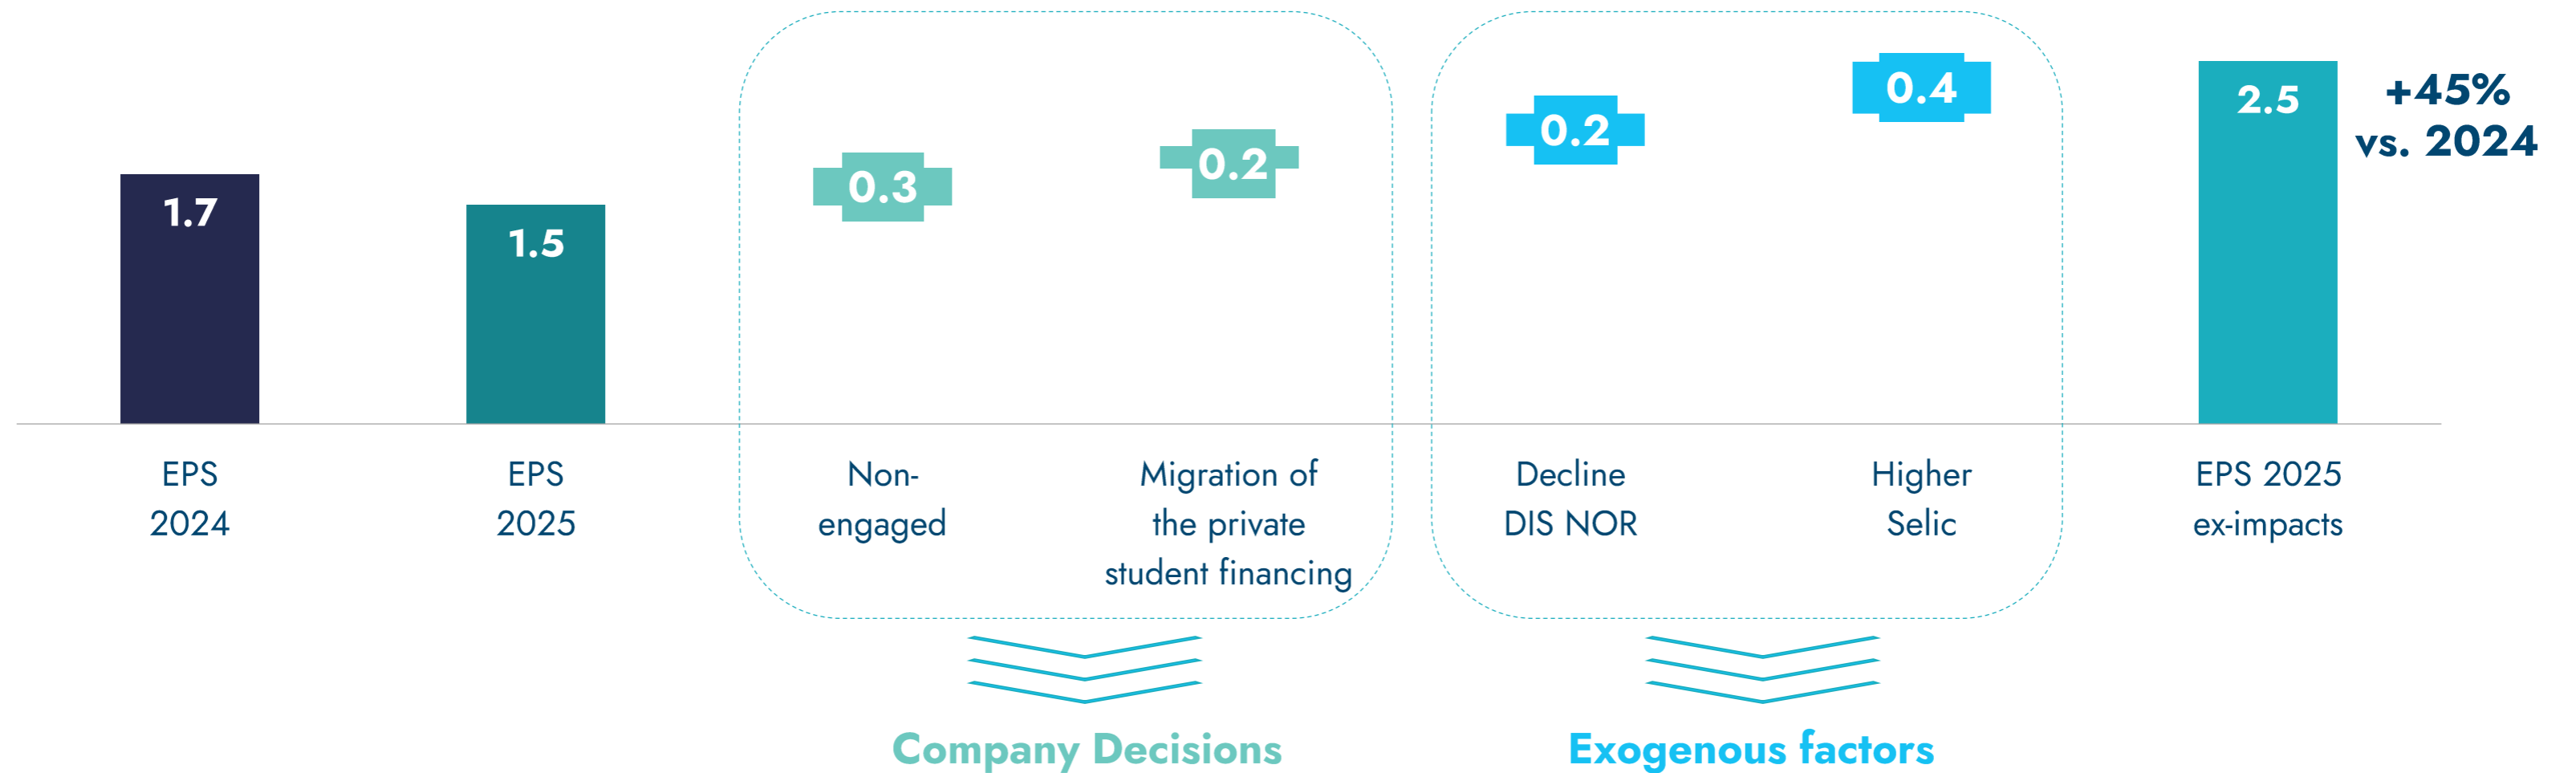 1.7
1.5
0.3
0.2
0.2
0.4
2.5
+45%
vs. 2024
EPS
2024
EPS
2025
Non-
engaged
Migration of
the private
student financing
Decline
DIS NOR
Higher
Selic
EPS 2025
ex-impacts
Company Decisions
Exogenous factors